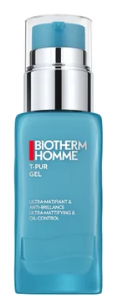 BIOTHERM
HOMME
T-PUR
GEL
ULTRA-MATIFIANT &
ANTI-BRILLANCE
ULTRA-MATTIFYING &
OIL-CONTROL